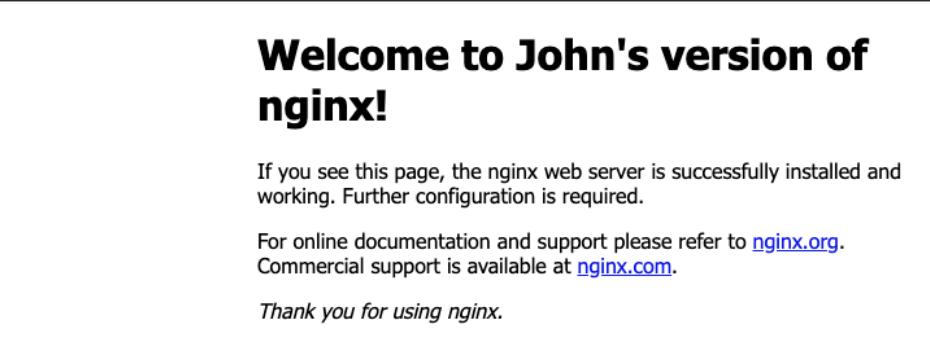 Welcome to John's version of
nginx!
If you see this page, the nginx web server is successfully installed and
working. Further configuration is required.
For online documentation and support please refer to nginx.org.
Commercial support is available at nginx.com.
Thank you for using nginx.